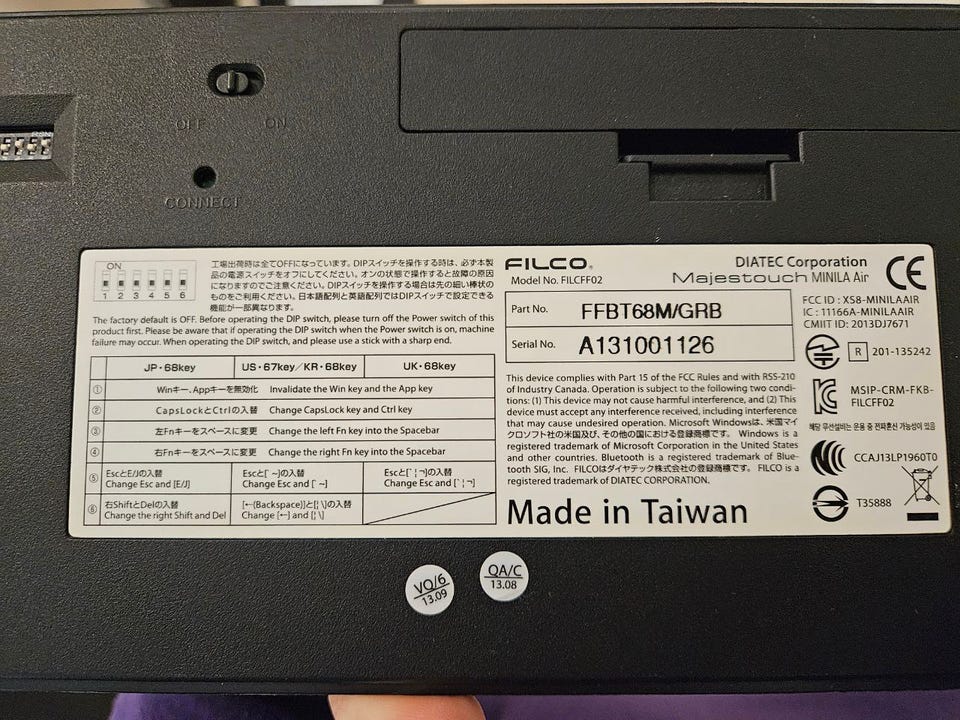 OFF ON
CONNECT
ON
1 2 3 4 5 6
工場出荷時は全てOFFになっています。DIPスイッチを操作する時は、必ず本製
品の電源スイッチをオフにしてください。オンの状態で操作すると故障の原因
になりますのでご注意ください。DIPスイッチを操作する場合は先の細い棒状の
ものをご利用ください。日本語配列と英語配列ではDIPスイッチで設定できる
機能が一部異なります。
The factory default is OFF. Before operating the DIP switch, please turn off the Power switch of this
product first. Please be aware that if operating the DIP switch when the Power switch is on, machine
failure may occur. When operating the DIP switch, please use a stick with a sharp end.
JP・68key US・67key/KR・68key UK・68key
① Winキー、Appキーを無効化 Invalidate the Win key and the App key
② CapsLockとCtrlの入替 Change CapsLock key and Ctrl key
③ 左Fnキーをスペースに変更 Change the left Fn key into the Spacebar
④ 右Fnキーをスペースに変更 Change the right Fn key into the Spacebar
⑤ EscとE/Jの入替 Escと[` ~]の入替 Escと[` ¦ ¬]の入替
Change Esc and [E/J] Change Esc and [` ~] Change Esc and [` ¦ ¬]
⑥ 右ShiftとDelの入替 [←(Backspace)]と[¦ \]の入替
Change the right Shift and Del Change [←] and [¦ \]
FILCO®
Model No. FILCFF02
DIATEC Corporation
Majestouch MINILA Air
CE
Part No. FFBT68M/GRB
Serial No. A131001126
FCC ID : XS8-MINILAAIR
IC : 11166A-MINILAAIR
CMIIT ID : 2013DJ7671
R 201-135242
MSIP-CRM-FKB-
FILCFF02
해당 무선설비는 운용 중 전파혼신 가능성이 있음
CCAJ13LP1960T0
T35888
This device complies with Part 15 of the FCC Rules and with RSS-210
of Industry Canada. Operation is subject to the following two condi-
tions: (1) This device may not cause harmful interference, and (2) This
device must accept any interference received, including interference
that may cause undesired operation. Microsoft Windowsは、米国マイ
クロソフト社の米国及び、その他の国における登録商標です。 Windows is a
registered trademark of Microsoft Corporation in the United States
and other countries. Bluetooth is a registered trademark of Blue-
tooth SIG, Inc. FILCOはダイヤテック株式会社の登録商標です。 FILCO is a
registered trademark of DIATEC CORPORATION.
Made in Taiwan
VQ/6
13.09
QA/C
13.08